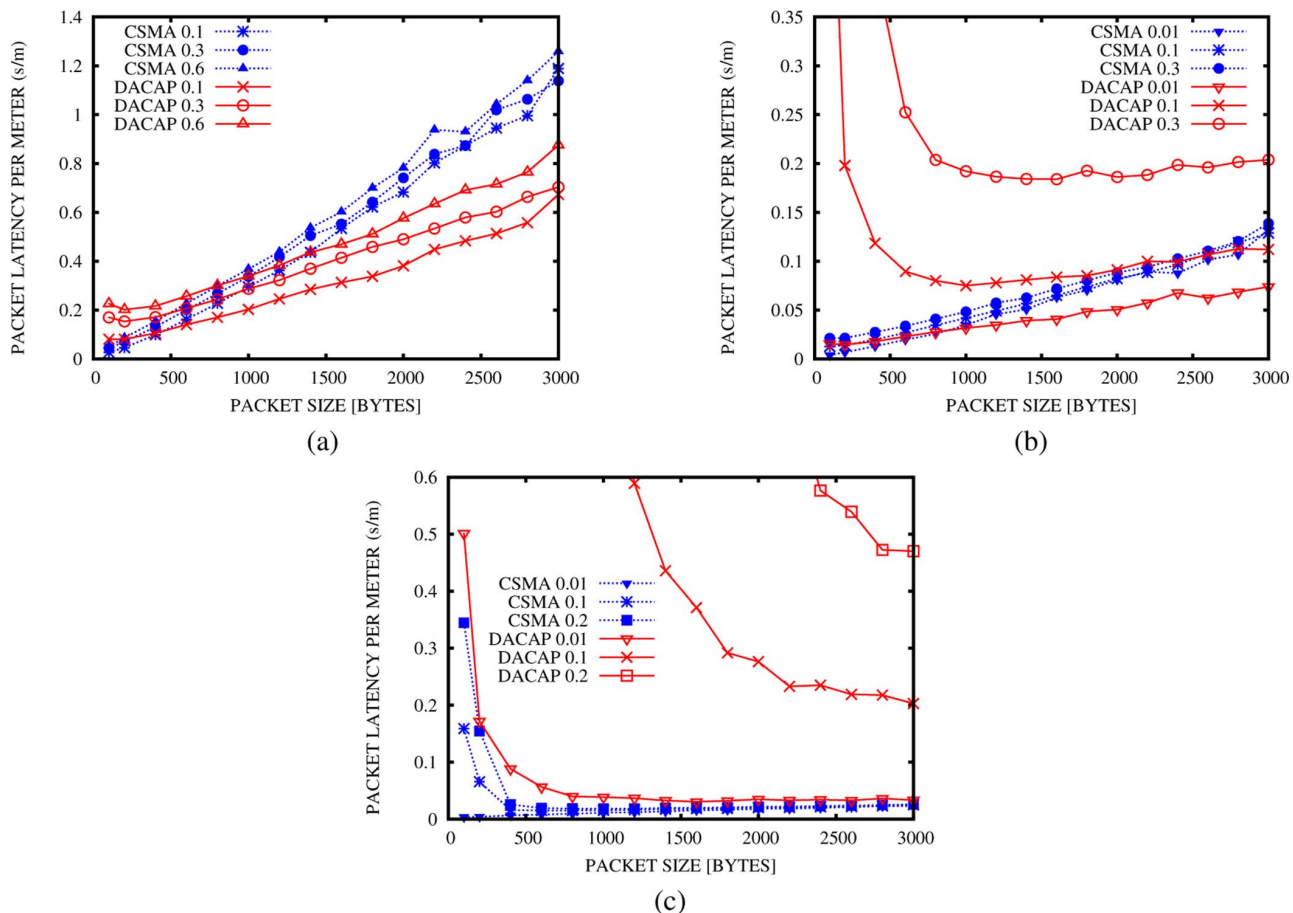 PACKET LATENCY PER METER (s/m)
1.4
1.2
1
0.8
0.6
0.4
0.2
0
CSMA 0.1
CSMA 0.3
CSMA 0.6
DACAP 0.1
DACAP 0.3
DACAP 0.6
0 500 1000 1500 2000 2500 3000
PACKET SIZE [BYTES]
(a)
PACKET LATENCY PER METER (s/m)
0.35
0.3
0.25
0.2
0.15
0.1
0.05
0
CSMA 0.01
CSMA 0.1
CSMA 0.3
DACAP 0.01
DACAP 0.1
DACAP 0.3
0 500 1000 1500 2000 2500 3000
PACKET SIZE [BYTES]
(b)
PACKET LATENCY PER METER (s/m)
0.6
0.5
0.4
0.3
0.2
0.1
0
CSMA 0.01
CSMA 0.1
CSMA 0.2
DACAP 0.01
DACAP 0.1
DACAP 0.2
0 500 1000 1500 2000 2500 3000
PACKET SIZE [BYTES]
(c)